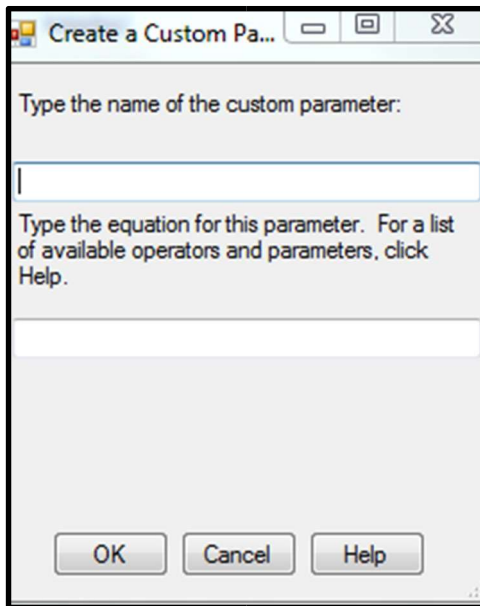 Create a Custom Pa...
Type the name of the custom parameter:
Type the equation for this parameter.  For a list
of available operators and parameters, click
Help.
OK
Cancel
Help